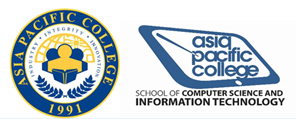 ASIA PACIFIC COLLEGE
INDUSTRY • INTEGRITY • INNOVATION
1991
asia
pacific
college
SCHOOL OF COMPUTER SCIENCE AND
INFORMATION TECHNOLOGY